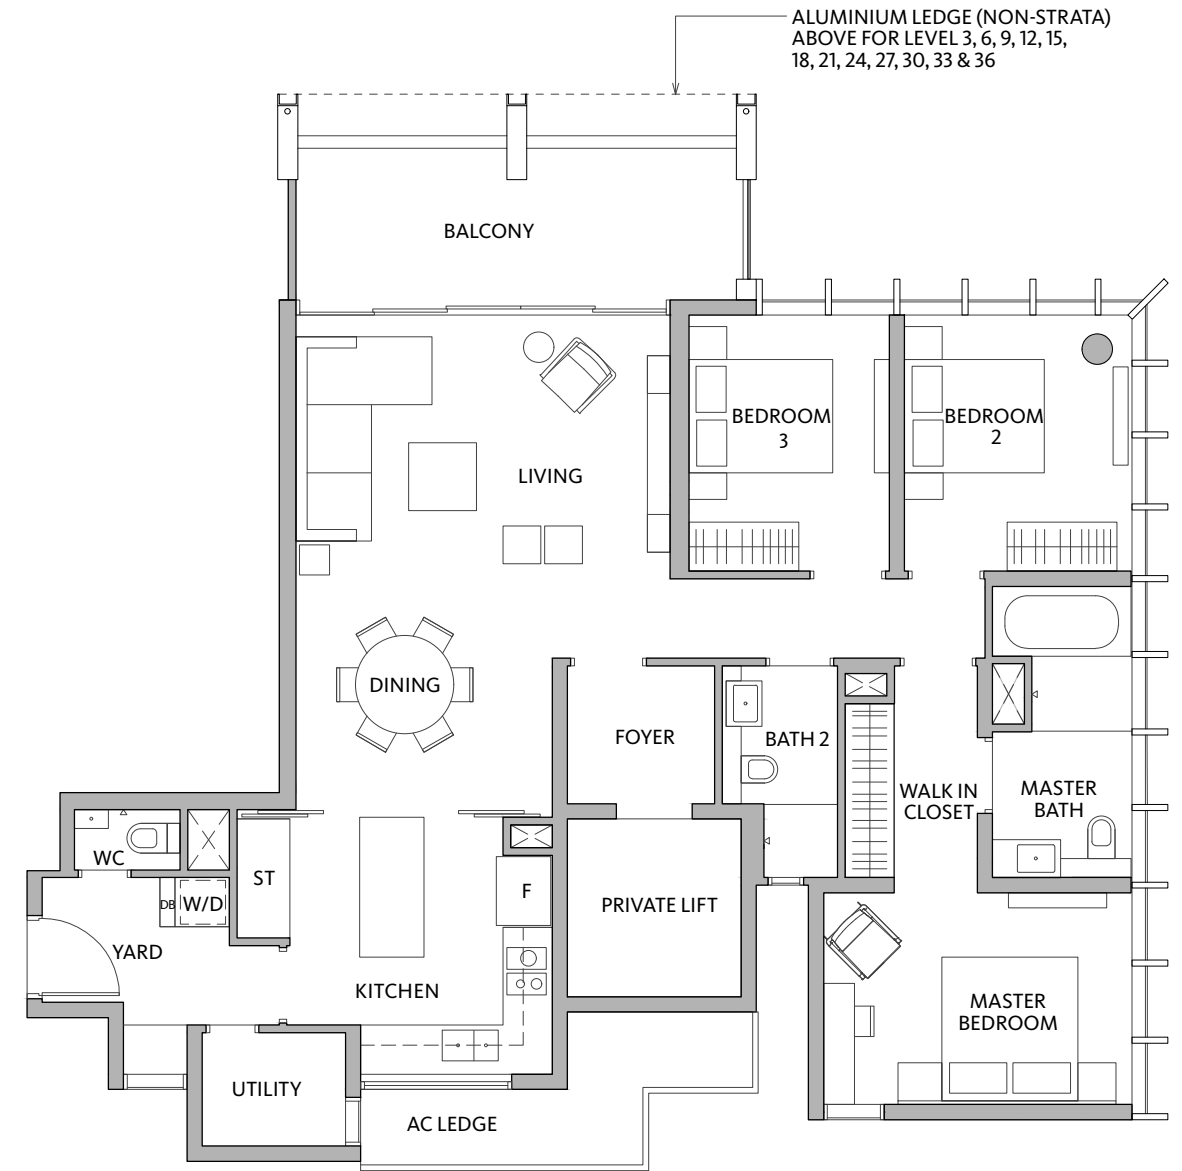 ALUMINIUM LEDGE (NON-STRATA)
ABOVE FOR LEVEL 3, 6, 9, 12, 15,
18, 21, 24, 27, 30, 33 & 36
BALCONY
BEDROOM
3
BEDROOM
2
LIVING
DINING
FOYER
BATH 2
WALK IN
CLOSET
MASTER
BATH
WC
ST
F
DB
W/D
PRIVATE LIFT
YARD
KITCHEN
MASTER
BEDROOM
UTILITY
AC LEDGE